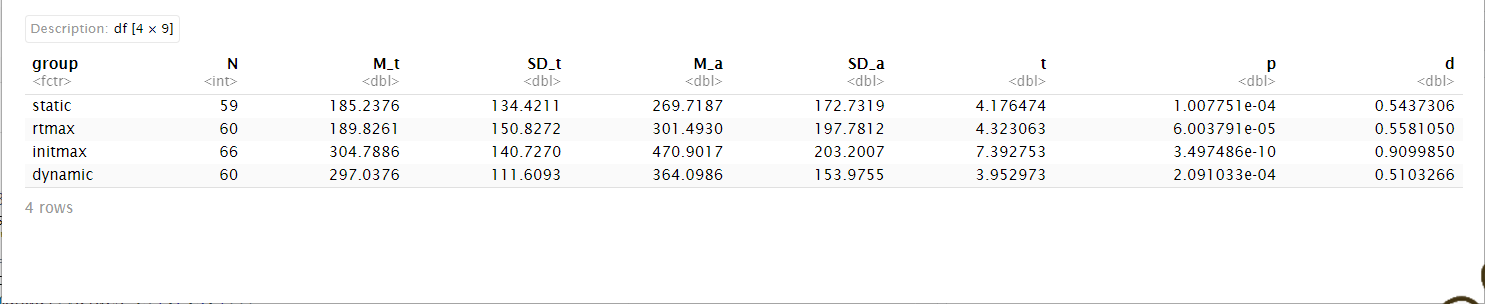 Description: df [4 × 9]
group N M_t SD_t M_a SD_a t p d
<fctr> <int> <dbl> <dbl> <dbl> <dbl> <dbl> <dbl> <dbl>
static 59 185.2376 134.4211 269.7187 172.7319 4.176474 1.007751e-04 0.5437306
rtmax 60 189.8261 150.8272 301.4930 197.7812 4.323063 6.003791e-05 0.5581050
initmax 66 304.7886 140.7270 470.9017 203.2007 7.392753 3.497486e-10 0.9099850
dynamic 60 297.0376 111.6093 364.0986 153.9755 3.952973 2.091033e-04 0.5103266
4 rows